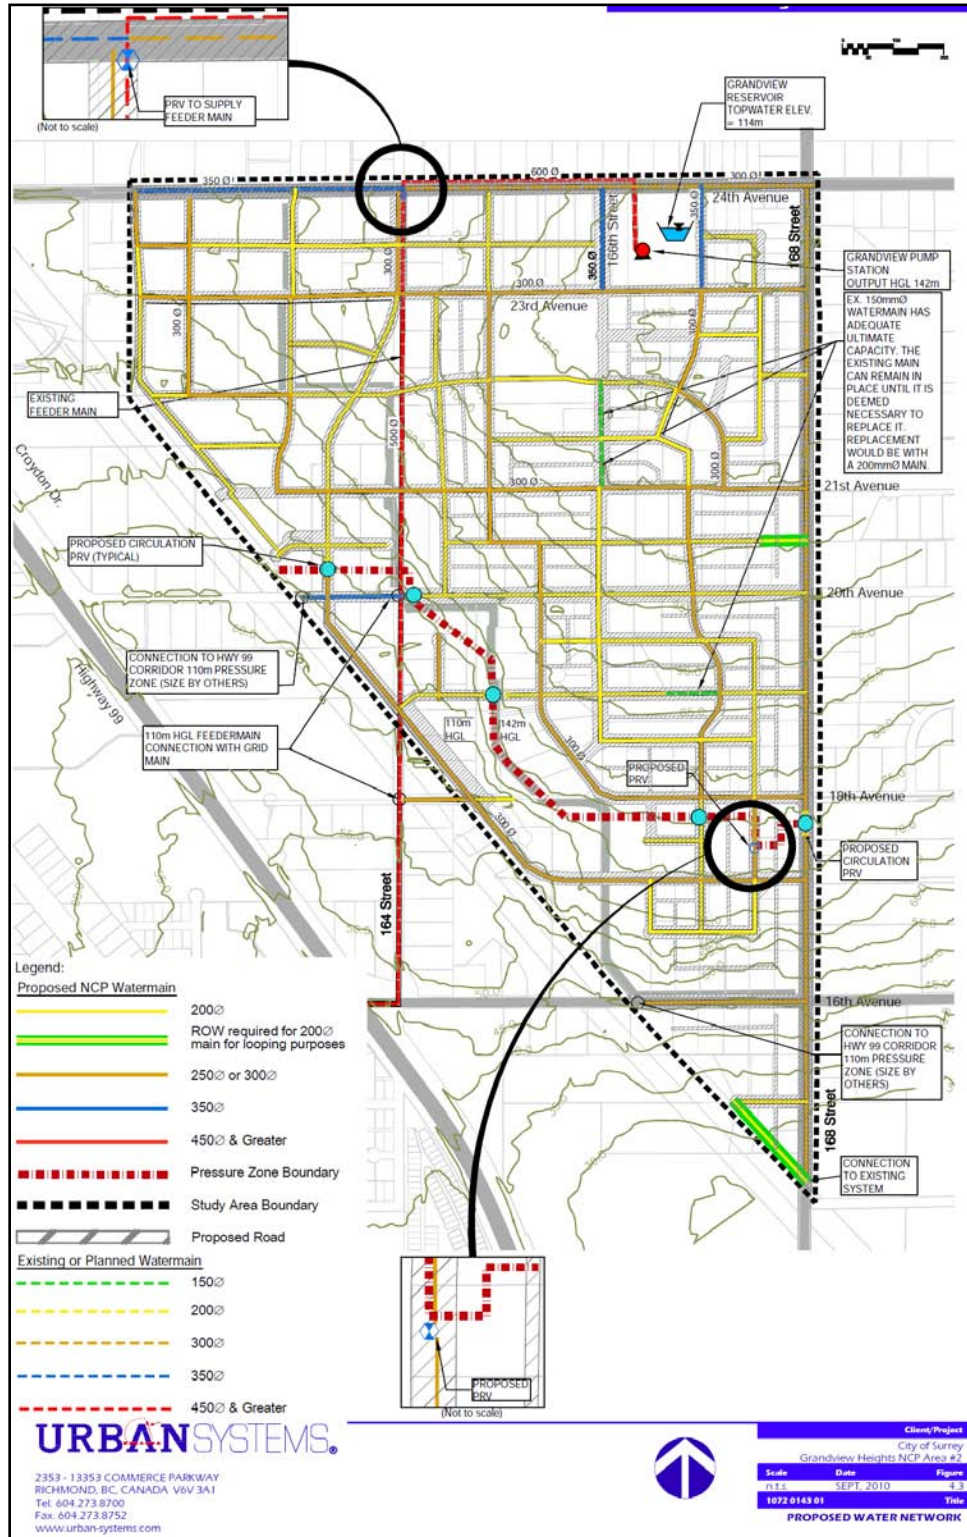 PRV TO SUPPLY
FEEDER MAIN
(Not to scale)
GRANDVIEW
RESERVOIR
TOPWATER ELEV.
= 114m
350 Ø
600 Ø
300 Ø
24th Avenue
350 Ø
166th Street
350 Ø
168 Street
300 Ø
GRANDVIEW PUMP
STATION
OUTPUT HGL 142m
300 Ø
23rd Avenue
300 Ø
300 Ø
EX. 150mmØ
WATERMAIN HAS
ADEQUATE
ULTIMATE
CAPACITY. THE
EXISTING MAIN
CAN REMAIN IN
PLACE UNTIL IT IS
DEEMED
NECESSARY TO
REPLACE IT.
REPLACEMENT
WOULD BE WITH
A 200mmØ MAIN.
EXISTING
FEEDER MAIN
500 Ø
300 Ø
300 Ø
21st Avenue
Croydon Dr.
PROPOSED CIRCULATION
PRV (TYPICAL)
20th Avenue
CONNECTION TO HWY 99
CORRIDOR 110m PRESSURE
ZONE (SIZE BY OTHERS)
Highway 99
110m HGL FEEDERMAIN
CONNECTION WITH GRID
MAIN
110m
HGL
142m
HGL
300 Ø
PROPOSED
PRV
18th Avenue
300 Ø
PROPOSED
CIRCULATION
PRV
164 Street
16th Avenue
CONNECTION TO
HWY 99 CORRIDOR
110m PRESSURE
ZONE (SIZE BY
OTHERS)
168 Street
CONNECTION
TO EXISTING
SYSTEM
Legend:
Proposed NCP Watermain
200Ø
ROW required for 200Ø
main for looping purposes
250Ø or 300Ø
350Ø
450Ø & Greater
Pressure Zone Boundary
Study Area Boundary
Proposed Road
Existing or Planned Watermain
150Ø
200Ø
300Ø
350Ø
450Ø & Greater
PROPOSED
PRV
(Not to scale)
URBANSYSTEMS.
2353 - 13353 COMMERCE PARKWAY
RICHMOND, BC, CANADA V6V 3A1
Tel: 604.273.8700
Fax: 604.273.8752
www.urban-systems.com
Client/Project
City of Surrey
Grandview Heights NCP Area #2
Scale Date Figure
n.t.s. SEPT, 2010 4.3
1072 0143 01 Title
PROPOSED WATER NETWORK